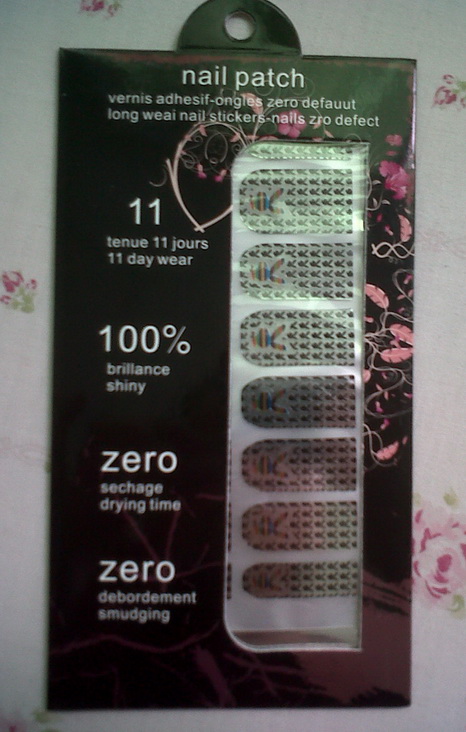 nail patch
vernis adhesif-ongles zero defauut
long weai nail stickers-nails zro defect
11
tenue 11 jours
11 day wear
100%
brillance
shiny
zero
sechage
drying time
zero
debordement
smudging